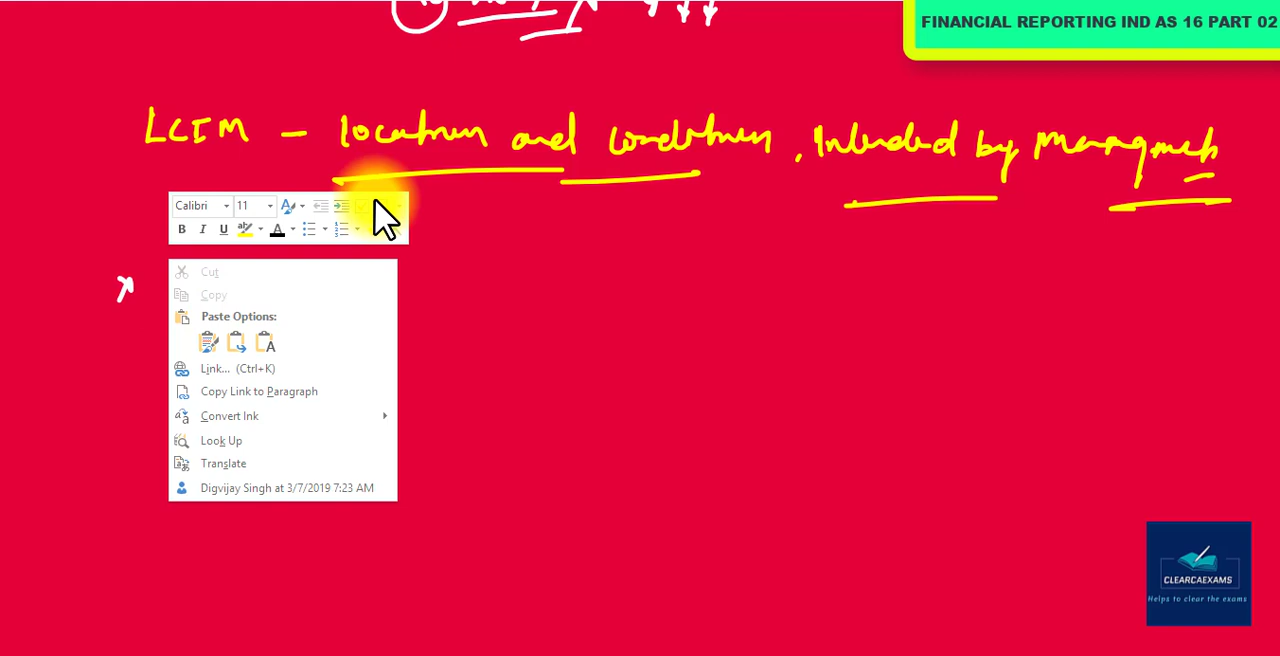 FINANCIAL REPORTING IND AS 16 PART 02
LCIM - location and condition, Intended by Managment
Calibri 11
B I U
Cut
Copy
Paste Options:
Link... (Ctrl+K)
Copy Link to Paragraph
Convert Ink
Look Up
Translate
Digvijay Singh at 3/7/2019 7:23 AM
CLEARCAEXAMS
Helps to clear the exams